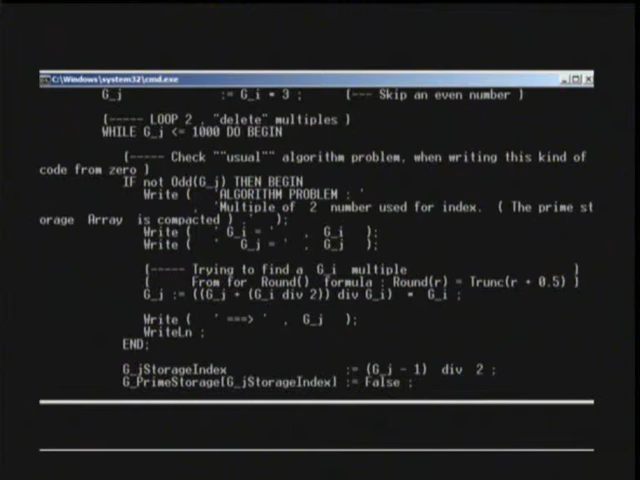 C:\Windows\system32\cmd.exe
G_j := G_i * 3 ; {--- Skip an even number }
{----- LOOP 2 , "delete" multiples }
WHILE G_j <= 1000 DO BEGIN
{----- Check ""usual"" algorithm problem, when writing this kind of
code from zero }
IF not Odd(G_j) THEN BEGIN
Write ( 'ALGORITHM PROBLEM : '
, 'Multiple of 2 number used for index. ( The prime st
orage Array is compacted ) .' );
Write ( ' G_i = ' , G_i );
Write ( ' G_j = ' , G_j );
{----- Trying to find a G_i multiple }
{ From for Round() formula : Round(r) = Trunc(r + 0.5) }
G_j := ((G_j + (G_i div 2)) div G_i) * G_i ;
Write ( ' ===> ' , G_j );
WriteLn ;
END;
G_jStorageIndex := (G_j - 1) div 2 ;
G_PrimeStorage[G_jStorageIndex] := False ;